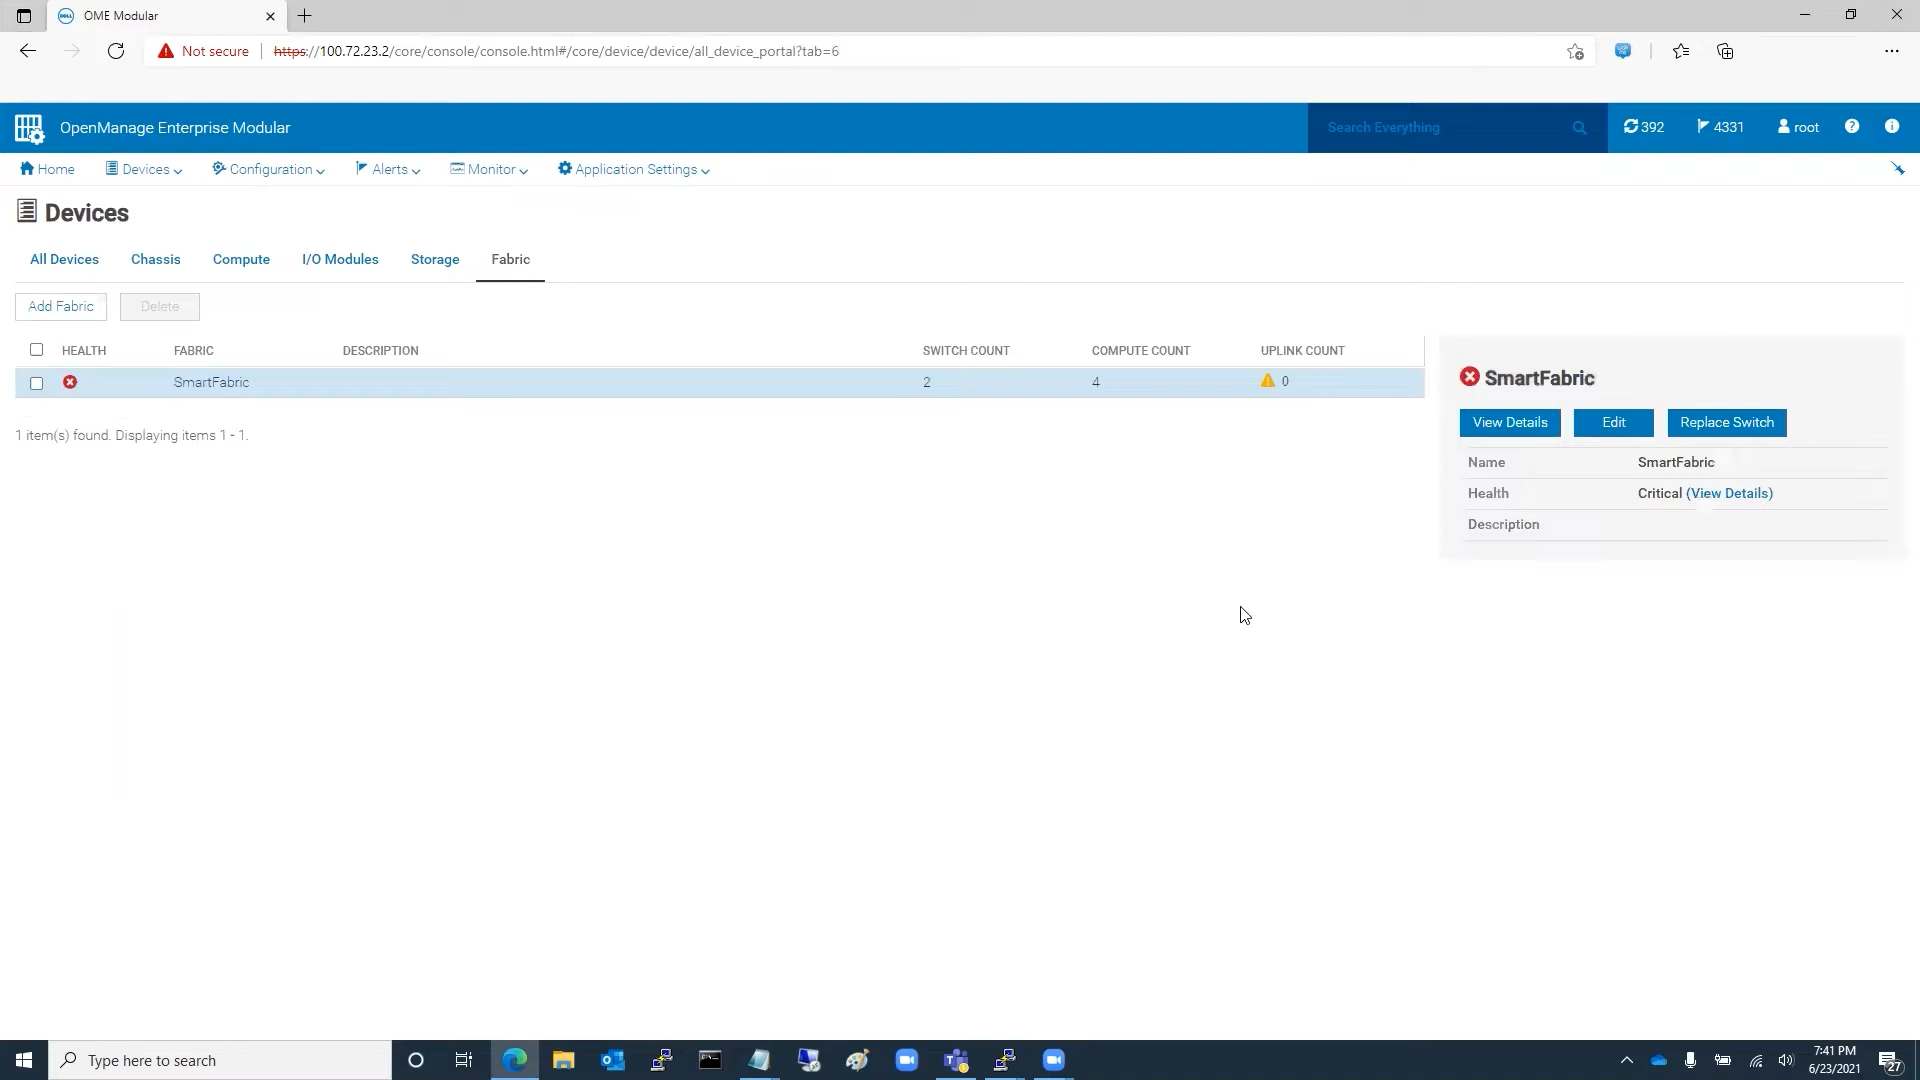 OME Modular
Not secure https://100.72.23.2/core/console/console.html#/core/device/device/all_device_portal?tab=6
OpenManage Enterprise Modular
Search Everything
392
4331
root
Home
Devices
Configuration
Alerts
Monitor
Application Settings
Devices
All Devices
Chassis
Compute
I/O Modules
Storage
Fabric
Add Fabric
Delete
HEALTH FABRIC DESCRIPTION SWITCH COUNT COMPUTE COUNT UPLINK COUNT
SmartFabric 2 4 0
1 item(s) found. Displaying items 1 - 1.
SmartFabric
View Details
Edit
Replace Switch
Name SmartFabric
Health Critical (View Details)
Description
Type here to search
7:41 PM
6/23/2021
27